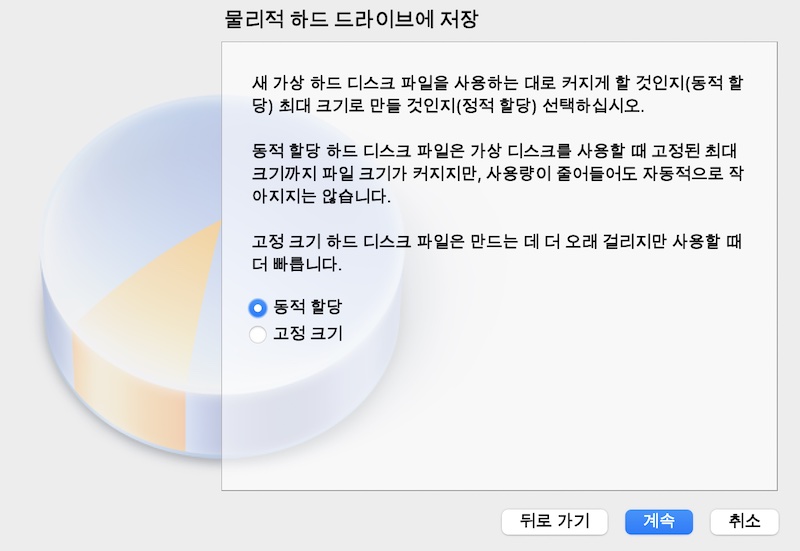 물리적 하드 드라이브에 저장
새 가상 하드 디스크 파일을 사용하는 대로 커지게 할 것인지(동적 할
당) 최대 크기로 만들 것인지(정적 할당) 선택하십시오.
동적 할당 하드 디스크 파일은 가상 디스크를 사용할 때 고정된 최대
크기까지 파일 크기가 커지지만, 사용량이 줄어들어도 자동적으로 작
아지지는 않습니다.
고정 크기 하드 디스크 파일은 만드는 데 더 오래 걸리지만 사용할 때
더 빠릅니다.
동적 할당
고정 크기
뒤로 가기
계속
취소